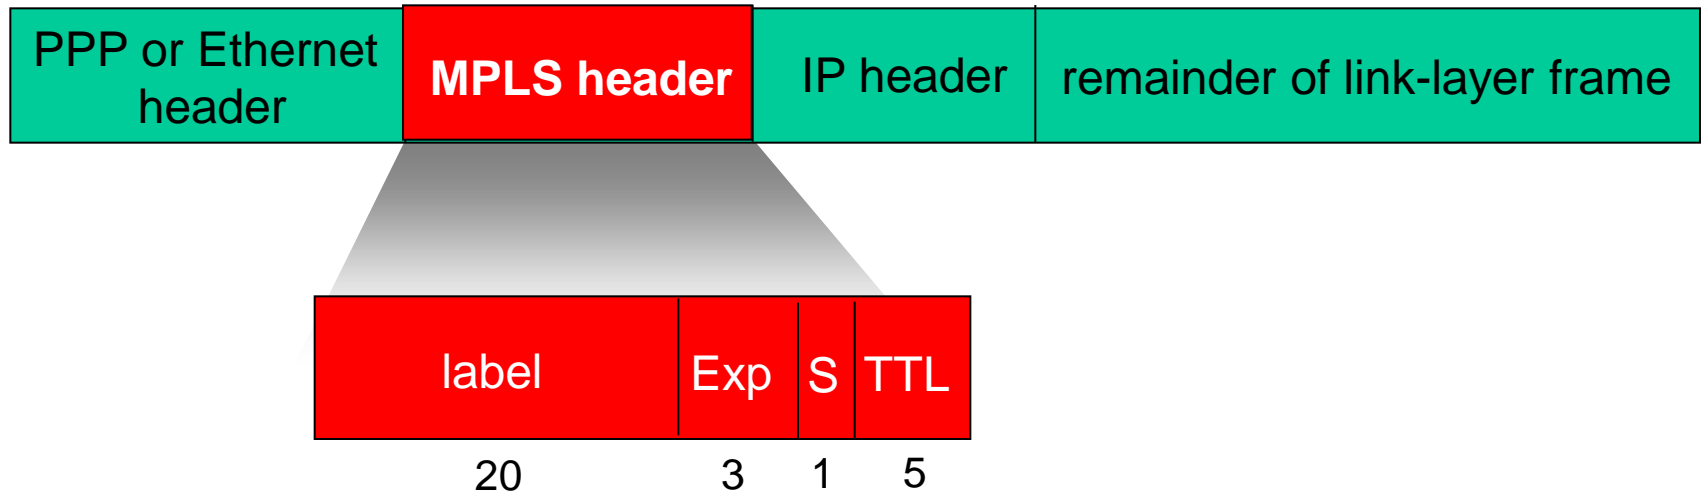 PPP or Ethernet
header
MPLS header
IP header
remainder of link-layer frame
label
Exp
S
TTL
20
3
1
5